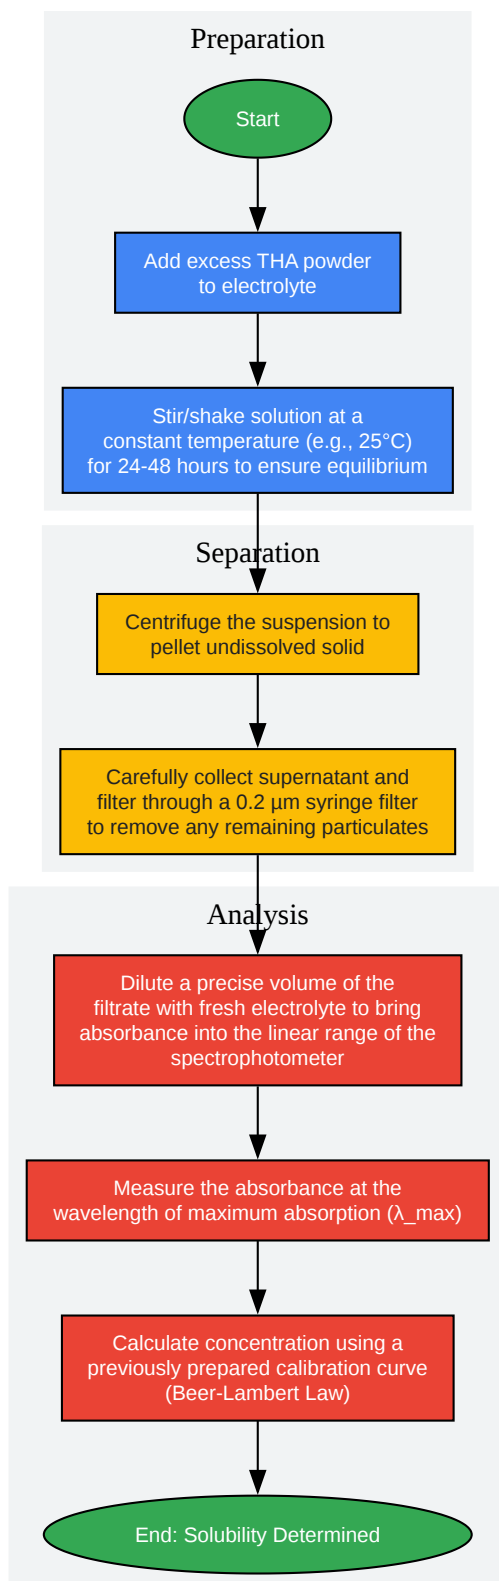 Preparation
Start
Add excess THA powder
to electrolyte
Stir/shake solution at a
constant temperature (e.g., 25°C)
for 24-48 hours to ensure equilibrium
Separation
Centrifuge the suspension to
pellet undissolved solid
Carefully collect supernatant and
filter through a 0.2 µm syringe filter
to remove any remaining particulates
Analysis
Dilute a precise volume of the
filtrate with fresh electrolyte to bring
absorbance into the linear range of the
spectrophotometer
Measure the absorbance at the
wavelength of maximum absorption (λ_max)
Calculate concentration using a
previously prepared calibration curve
(Beer-Lambert Law)
End: Solubility Determined